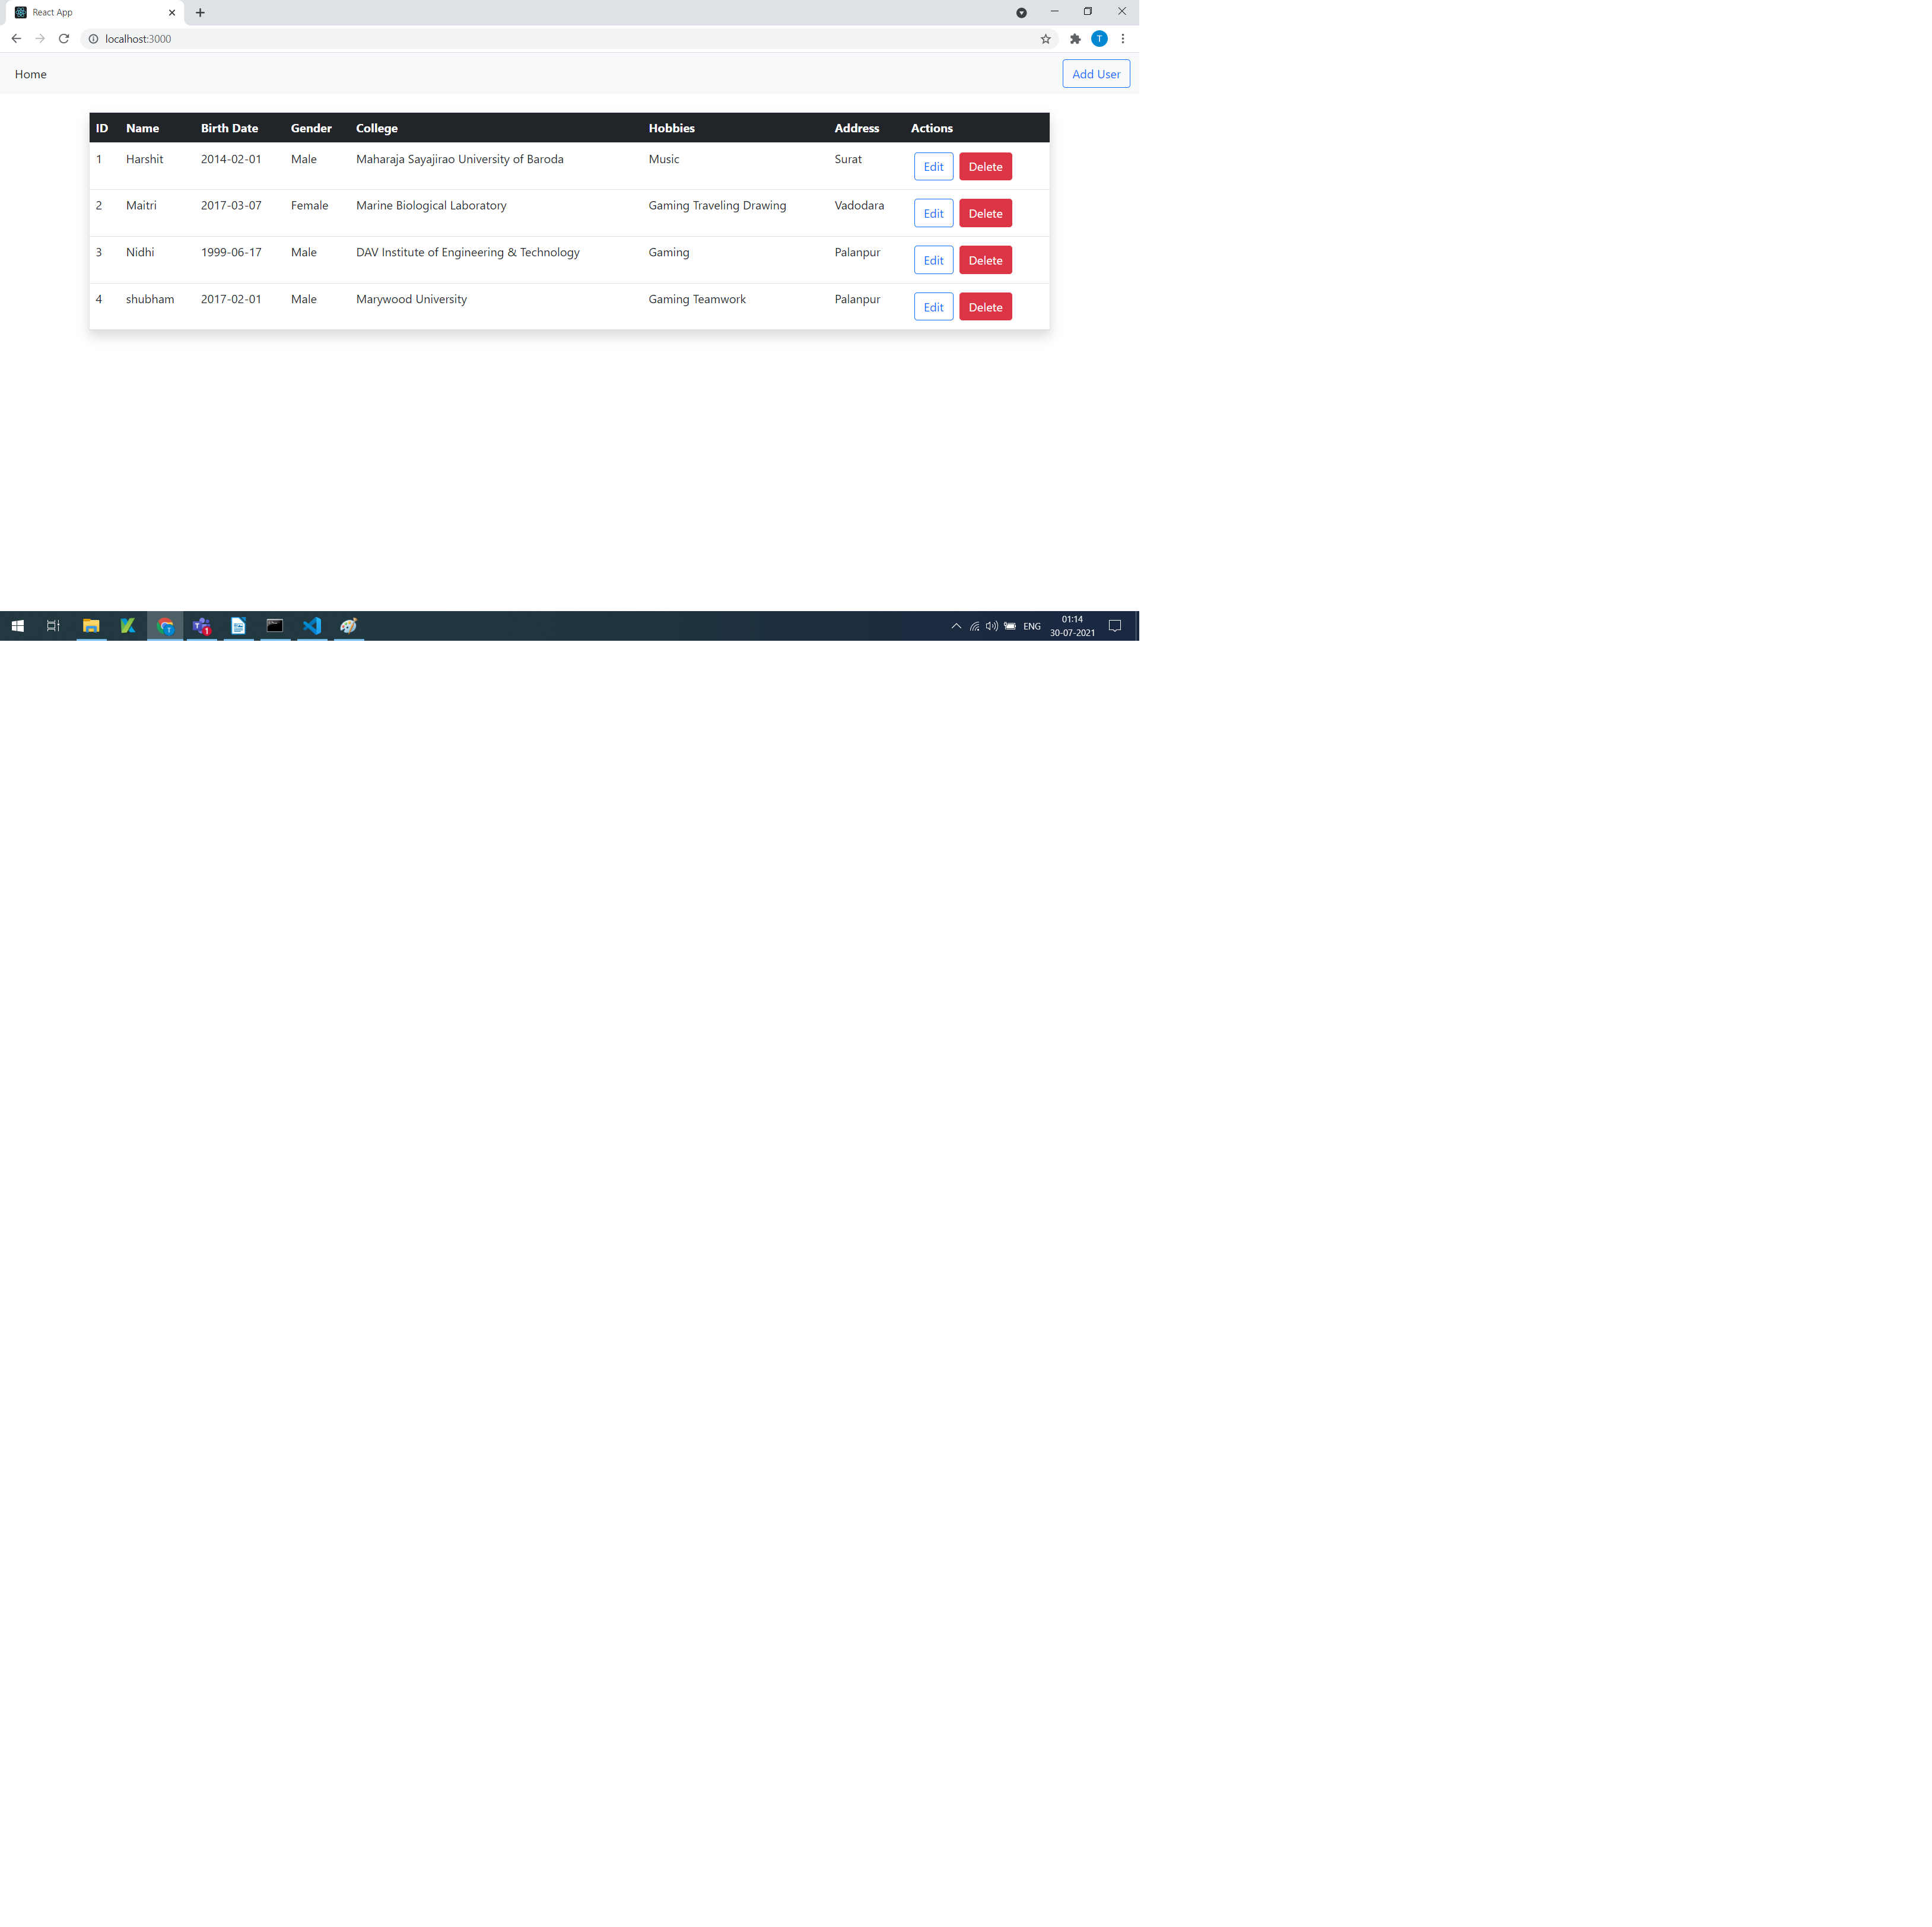 React App
localhost:3000
T
Home
Add User
ID Name Birth Date Gender College Hobbies Address Actions
1 Harshit 2014-02-01 Male Maharaja Sayajirao University of Baroda Music Surat Edit Delete
2 Maitri 2017-03-07 Female Marine Biological Laboratory Gaming Traveling Drawing Vadodara Edit Delete
3 Nidhi 1999-06-17 Male DAV Institute of Engineering & Technology Gaming Palanpur Edit Delete
4 shubham 2017-02-01 Male Marywood University Gaming Teamwork Palanpur Edit Delete
T T 1 ENG 01:14
30-07-2021